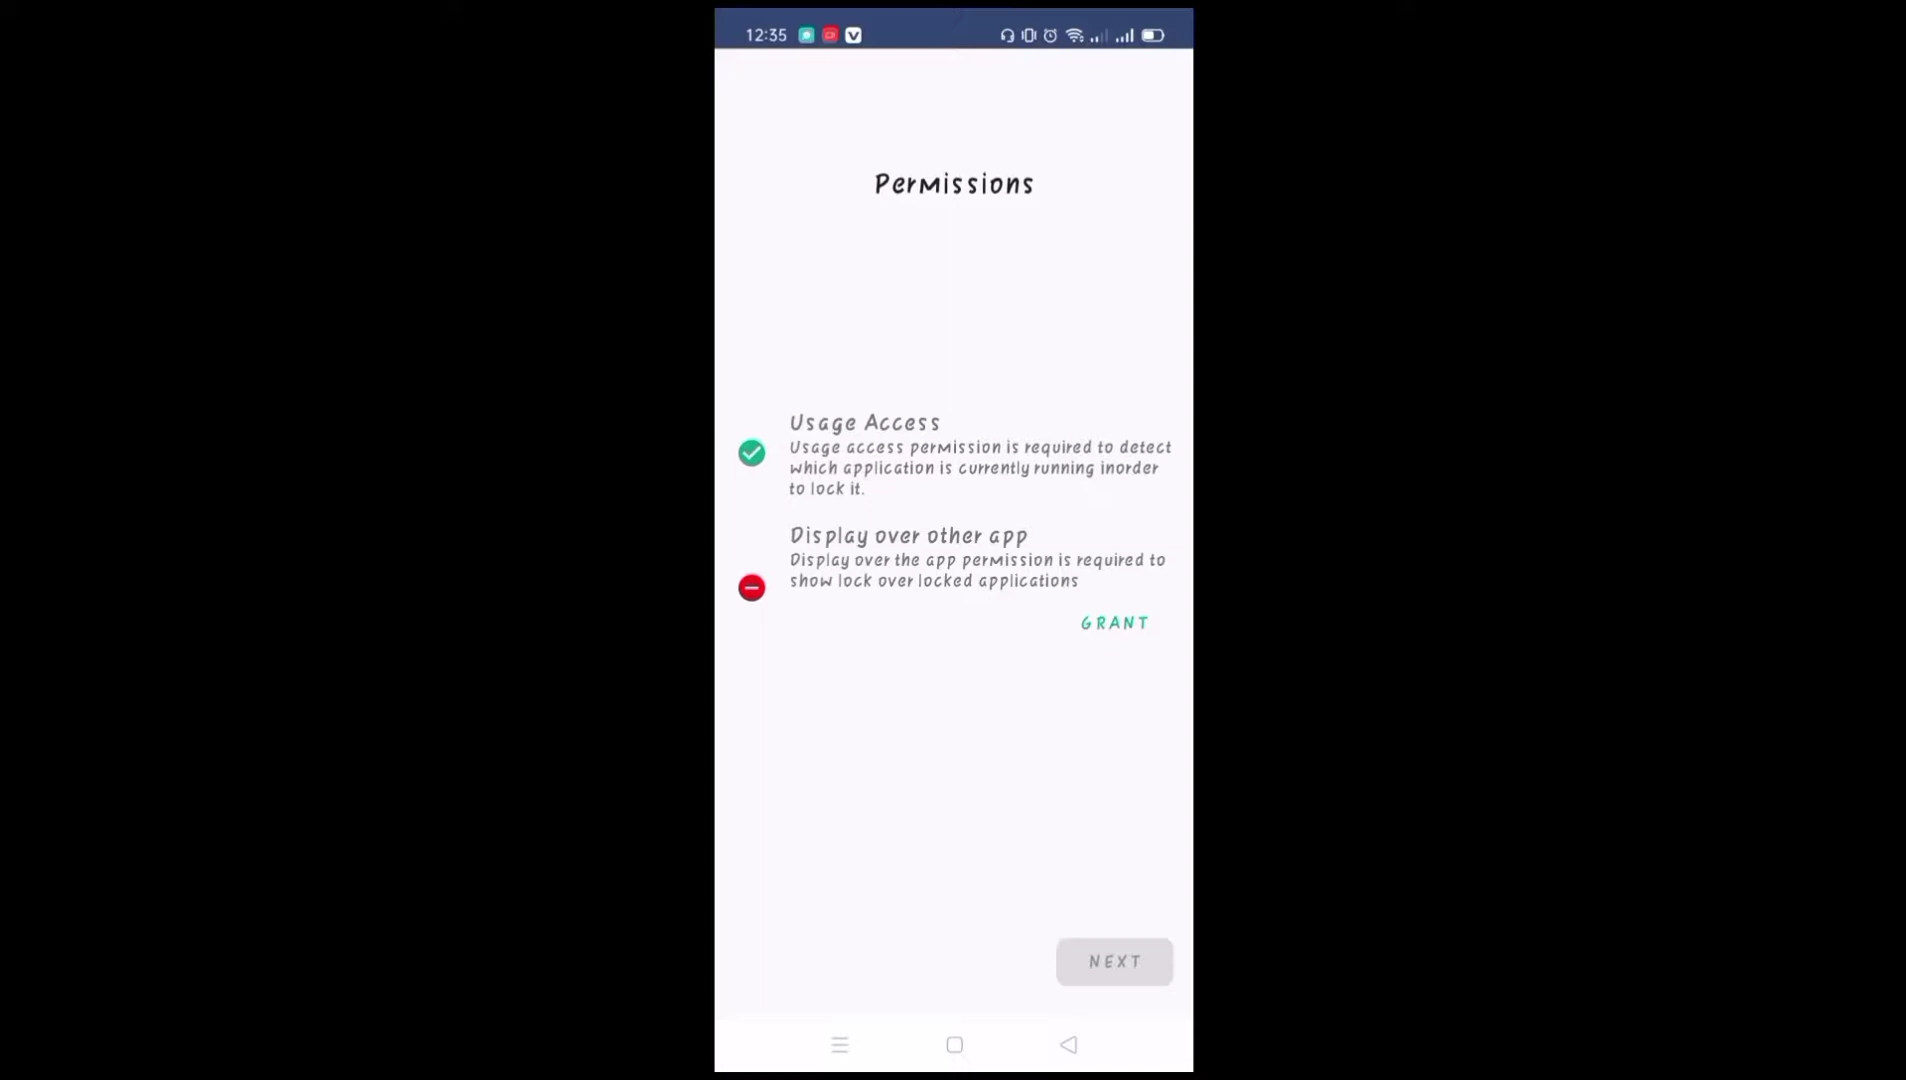 12:35
Permissions
Usage Access
Usage access permission is required to detect
which application is currently running inorder
to lock it.
Display over other app
Display over the app permission is required to
show lock over locked applications
GRANT
NEXT